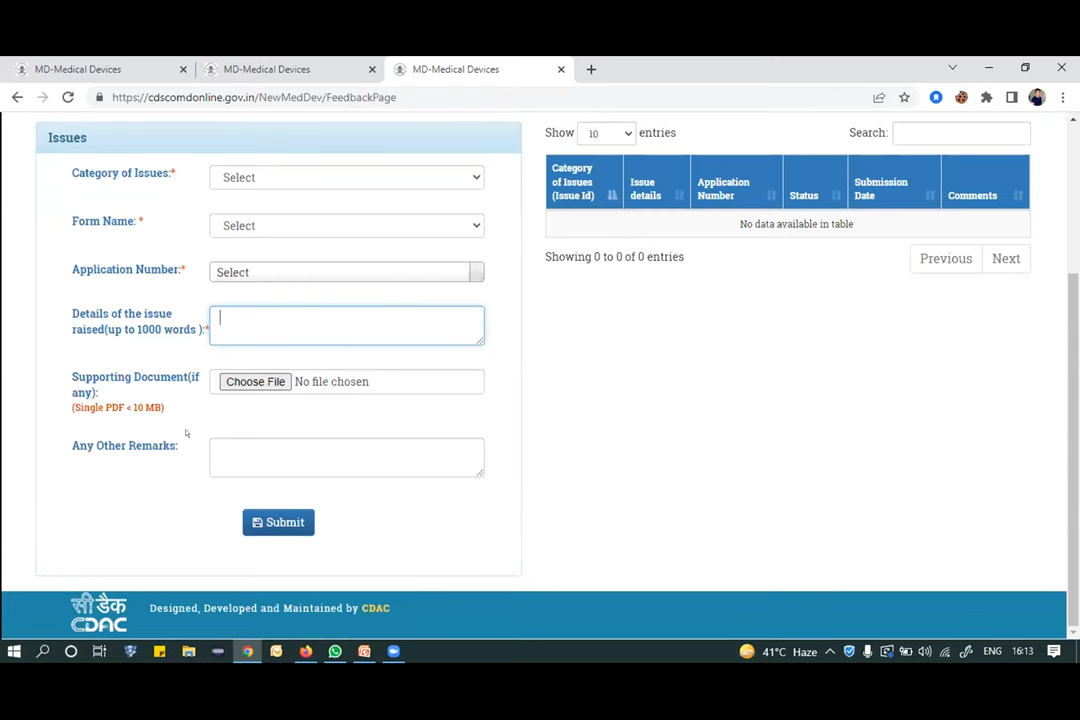 MD-Medical Devices
MD-Medical Devices
MD-Medical Devices
https://cdscomdonline.gov.in/NewMedDev/FeedbackPage
Issues
Category of Issues:*
Select
Form Name: *
Select
Application Number:*
Select
Details of the issue
raised(up to 1000 words ):*
Supporting Document(if
any):
(Single PDF < 10 MB)
Choose File No file chosen
Any Other Remarks:
Submit
Show 10 entries
Search:
Category
of Issues
(Issue Id)
Issue
details
Application
Number
Status
Submission
Date
Comments
No data available in table
Showing 0 to 0 of 0 entries
Previous
Next
सी डैक
CDAC
Designed, Developed and Maintained by CDAC
41°C Haze
ENG
16:13